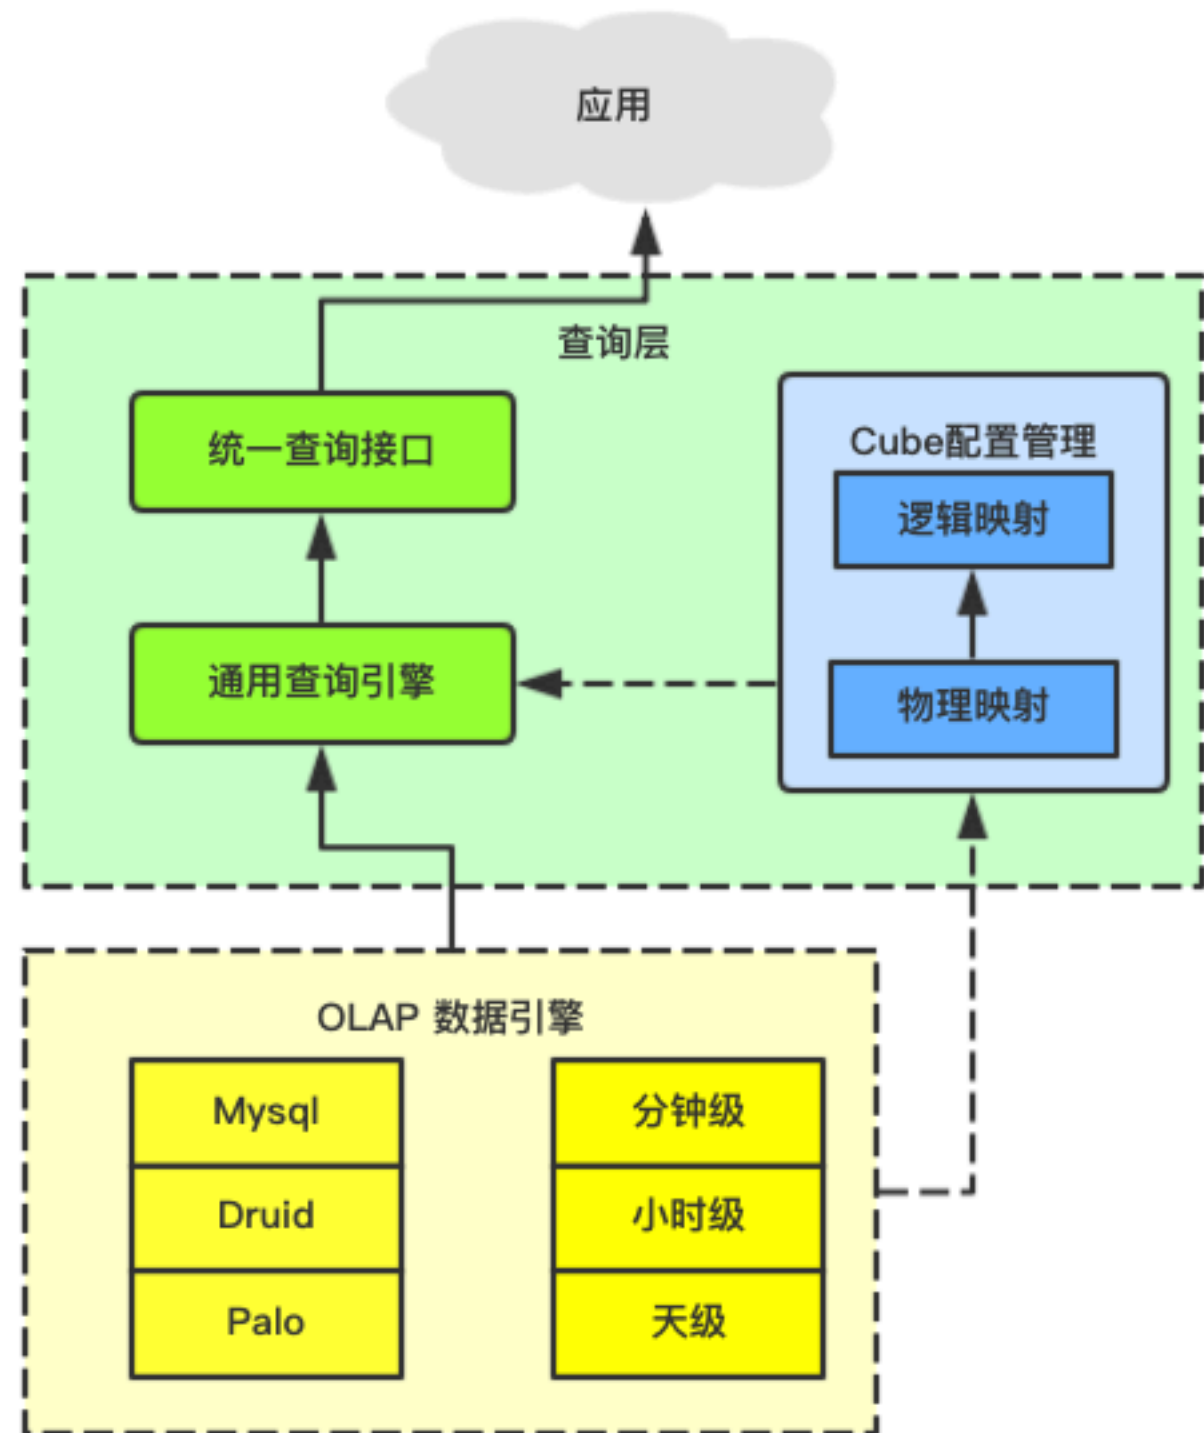 应用
查询层
统一查询接口
Cube配置管理
逻辑映射
通用查询引擎
物理映射
OLAP 数据引擎
Mysql
分钟级
Druid
小时级
Palo
天级